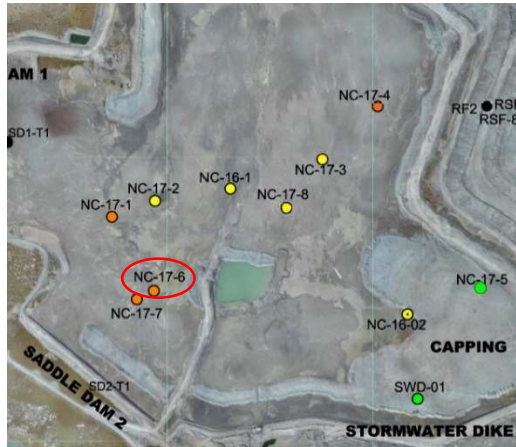 AM 1
NC-17-4
RF2
RSF-8
SD1-T1
NC-17-3
NC-16-1
NC-17-2
NC-17-8
NC-17-1
NC-17-6
NC-17-5
NC-17-7
NC-16-02
CAPPING
SADDLE DAM 2
SD2-T1
SWD-01
STORMWATER DIKE